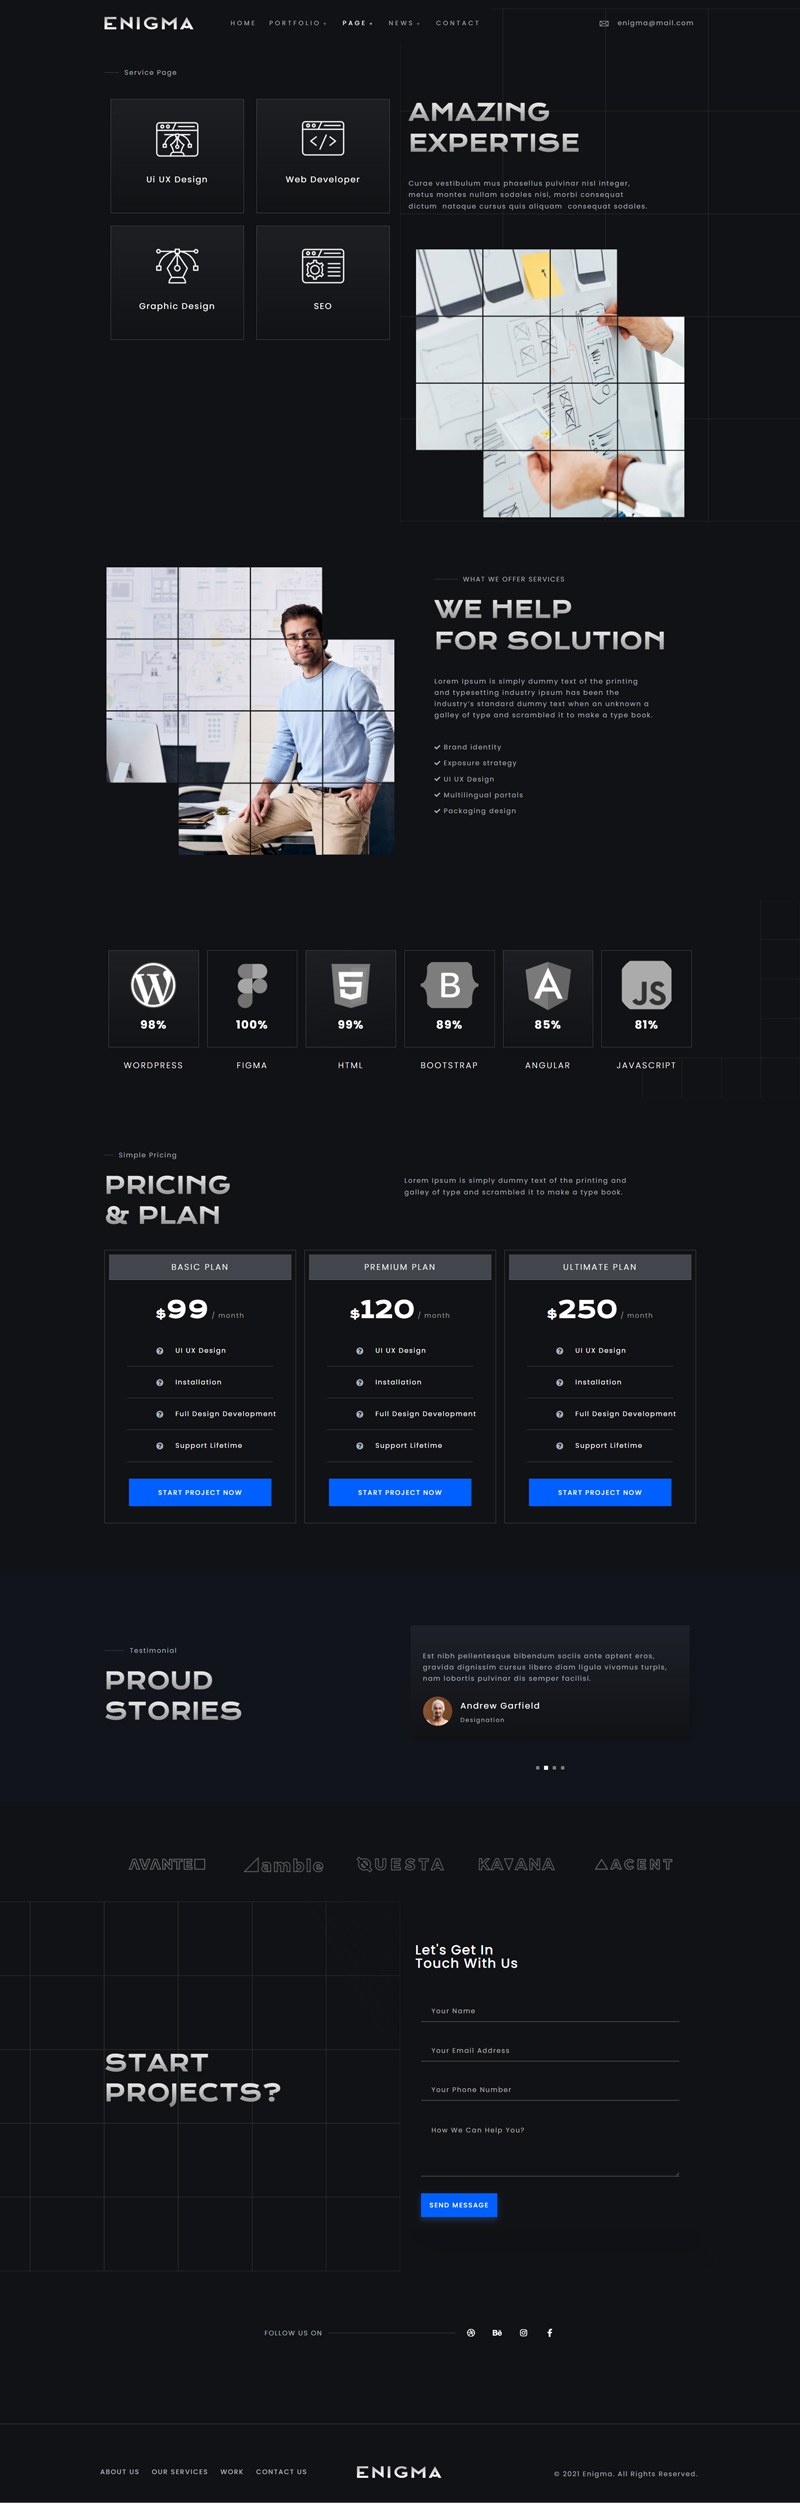 ENIGMA
HOME PORTFOLIO + PAGE + NEWS + CONTACT
enigma@mail.com
Service Page
Ui UX Design
Web Developer
Graphic Design
SEO
AMAZING
EXPERTISE
Curae vestibulum mus phasellus pulvinar nisl integer,
metus montes nullam sodales nisi, morbi consequat
dictum natoque cursus quis aliquam consequat sodales.
WHAT WE OFFER SERVICES
WE HELP
FOR SOLUTION
Lorem Ipsum is simply dummy text of the printing
and typesetting industry ipsum has been the
industry's standard dummy text when an unknown a
galley of type and scrambled it to make a type book.
Brand identity
Exposure strategy
UI UX Design
Multilingual portals
Packaging design
98%
WORDPRESS
100%
FIGMA
5
99%
HTML
B
89%
BOOTSTRAP
A
85%
ANGULAR
JS
81%
JAVASCRIPT
Simple Pricing
PRICING
& PLAN
Lorem Ipsum is simply dummy text of the printing and
galley of type and scrambled it to make a type book.
BASIC PLAN
$99 / month
UI UX Design
Installation
Full Design Development
Support Lifetime
START PROJECT NOW
PREMIUM PLAN
$120 / month
UI UX Design
Installation
Full Design Development
Support Lifetime
START PROJECT NOW
ULTIMATE PLAN
$250 / month
UI UX Design
Installation
Full Design Development
Support Lifetime
START PROJECT NOW
Testimonial
PROUD
STORIES
Est nibh pellentesque bibendum sociis ante aptent eros,
gravida dignissim cursus libero diam ligula vivamus turpis,
nam lobortis pulvinar dis semper facilisi.
Andrew Garfield
Designation
AVANTE
amble
QUESTA
KAVANA
ACENT
START
PROJECTS?
Let's Get In
Touch With Us
Your Name
Your Email Address
Your Phone Number
How We Can Help You?
SEND MESSAGE
FOLLOW US ON
Bē
ABOUT US OUR SERVICES WORK CONTACT US
ENIGMA
© 2021 Enigma. All Rights Reserved.